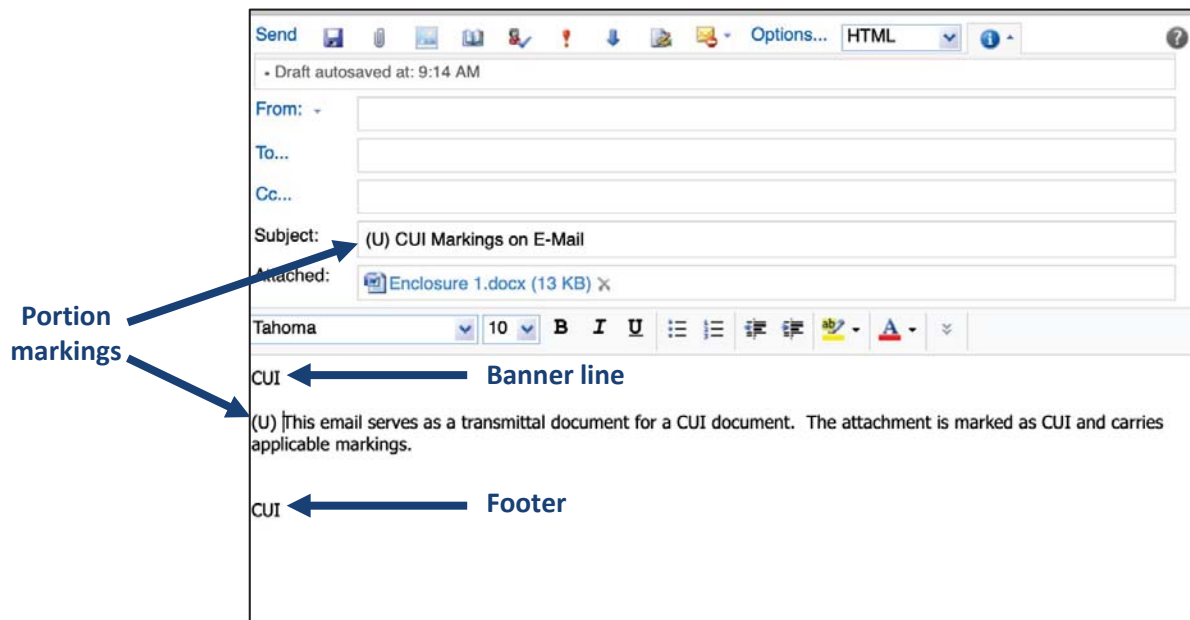 Send Options... HTML
• Draft autosaved at: 9:14 AM
From:
To...
Cc...
Subject: (U) CUI Markings on E-Mail
Attached: Enclosure 1.docx (13 KB)
Portion
markings
Tahoma 10 B I U ab A
CUI Banner line
(U) This email serves as a transmittal document for a CUI document. The attachment is marked as CUI and carries
applicable markings.
CUI Footer